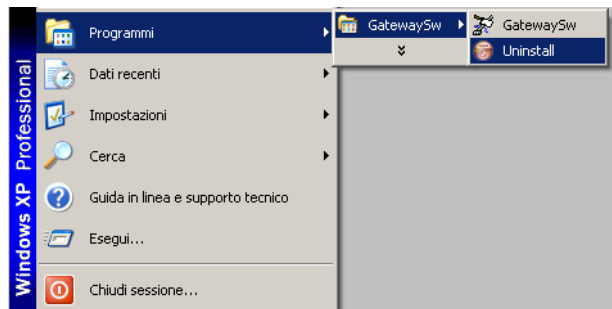 Windows XP Professional
Programmi
Dati recenti
Impostazioni
Cerca
Guida in linea e supporto tecnico
Esegui...
Chiudi sessione...
GatewaySw
GatewaySw
Uninstall